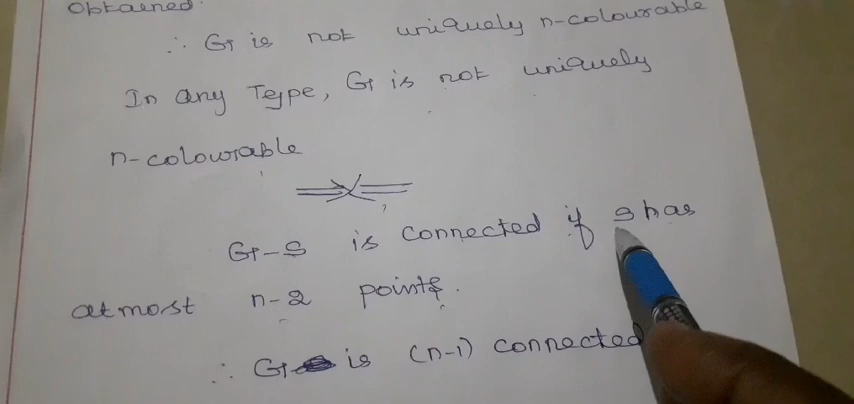 Obtained.
∴ G is not uniquely n-colourable
In any Type, G is not uniquely
n-colourable
G-S is connected if S has
atmost n-2 points.
∴ G is (n-1) connected